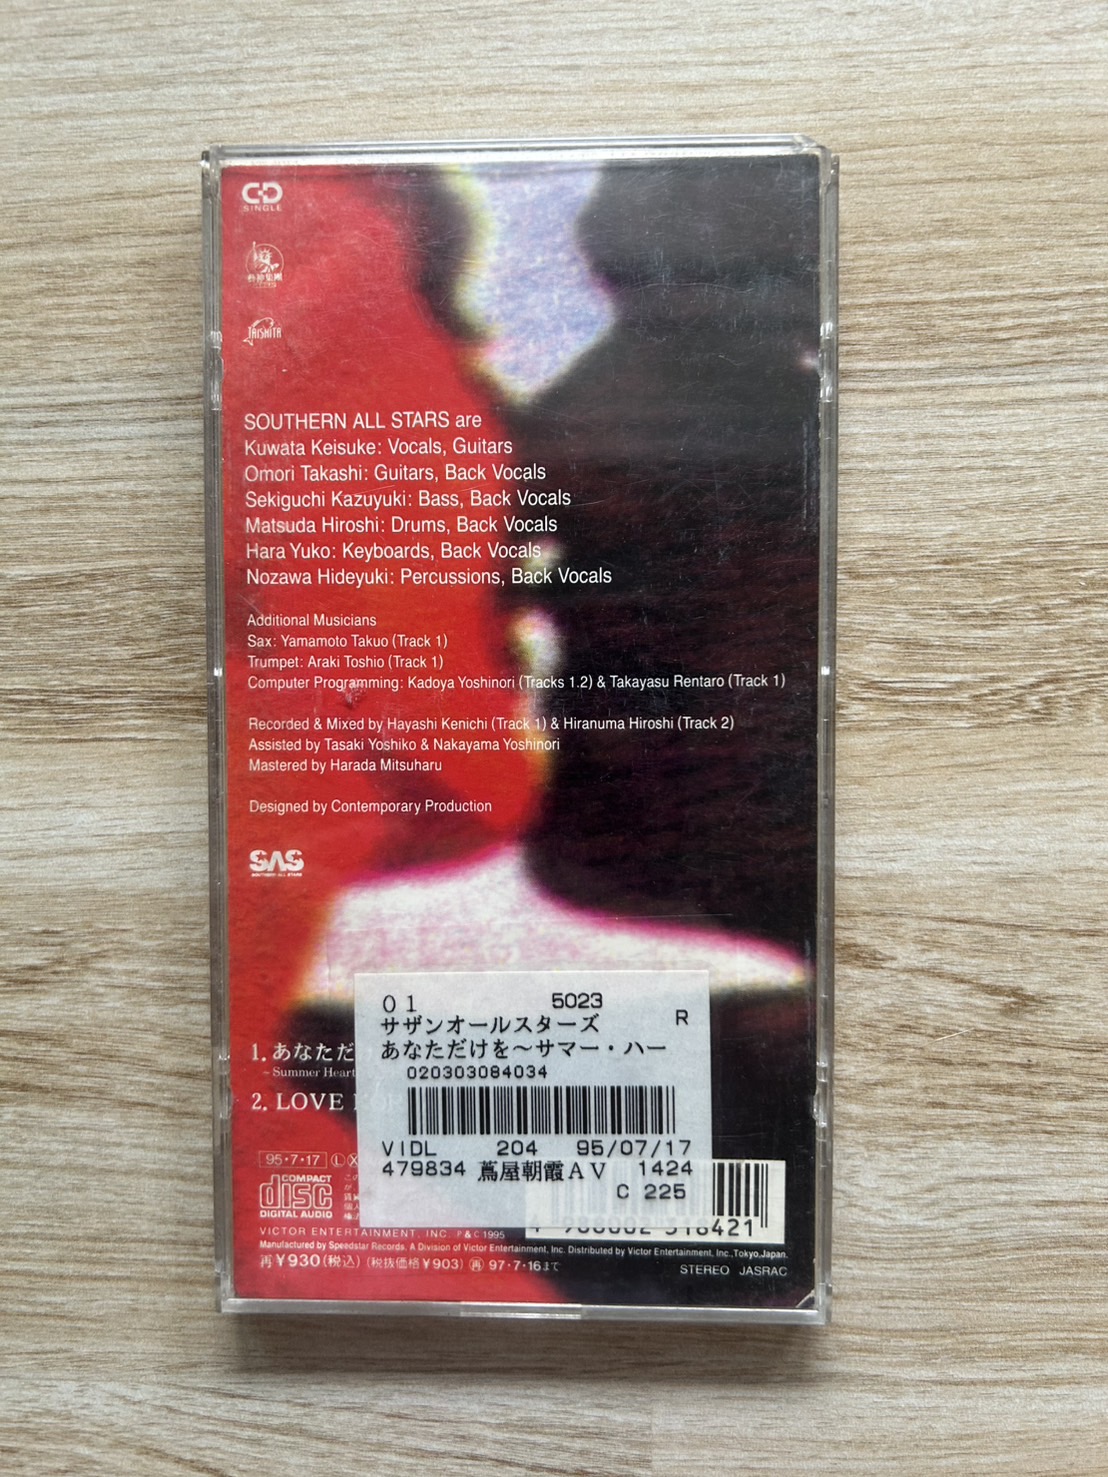 CD
SINGLE
TAISHITA
SOUTHERN ALL STARS are
Kuwata Keisuke: Vocals, Guitars
Omori Takashi: Guitars, Back Vocals
Sekiguchi Kazuyuki: Bass, Back Vocals
Matsuda Hiroshi: Drums, Back Vocals
Hara Yuko: Keyboards, Back Vocals
Nozawa Hideyuki: Percussions, Back Vocals
Additional Musicians
Sax: Yamamoto Takuo (Track 1)
Trumpet: Araki Toshio (Track 1)
Computer Programming: Kadoya Yoshinori (Tracks 1.2) & Takayasu Rentaro (Track 1)
Recorded & Mixed by Hayashi Kenichi (Track 1) & Hiranuma Hiroshi (Track 2)
Assisted by Tasaki Yoshiko & Nakayama Yoshinori
Mastered by Harada Mitsuharu
Designed by Contemporary Production
SAS
SOUTHERN ALL STARS
01 5023
サザンオールスターズ R
あなただけを〜サマー・ハー
020303084034
VIDL 204 95/07/17
479834 蔦屋朝霞AV 1424
C 225
1. あなただ
~ Summer Heart
2. LOVE
95・7・17 Ⓛ Ⓧ
COMPACT
disc
DIGITAL AUDIO
VICTOR ENTERTAINMENT, INC. P & C 1995
Manufactured by Speedstar Records, A Division of Victor Entertainment, Inc. Distributed by Victor Entertainment, Inc., Tokyo, Japan.
再¥930(税込) (税抜価格¥903) 再 97・7・16まで
STEREO JASRAC